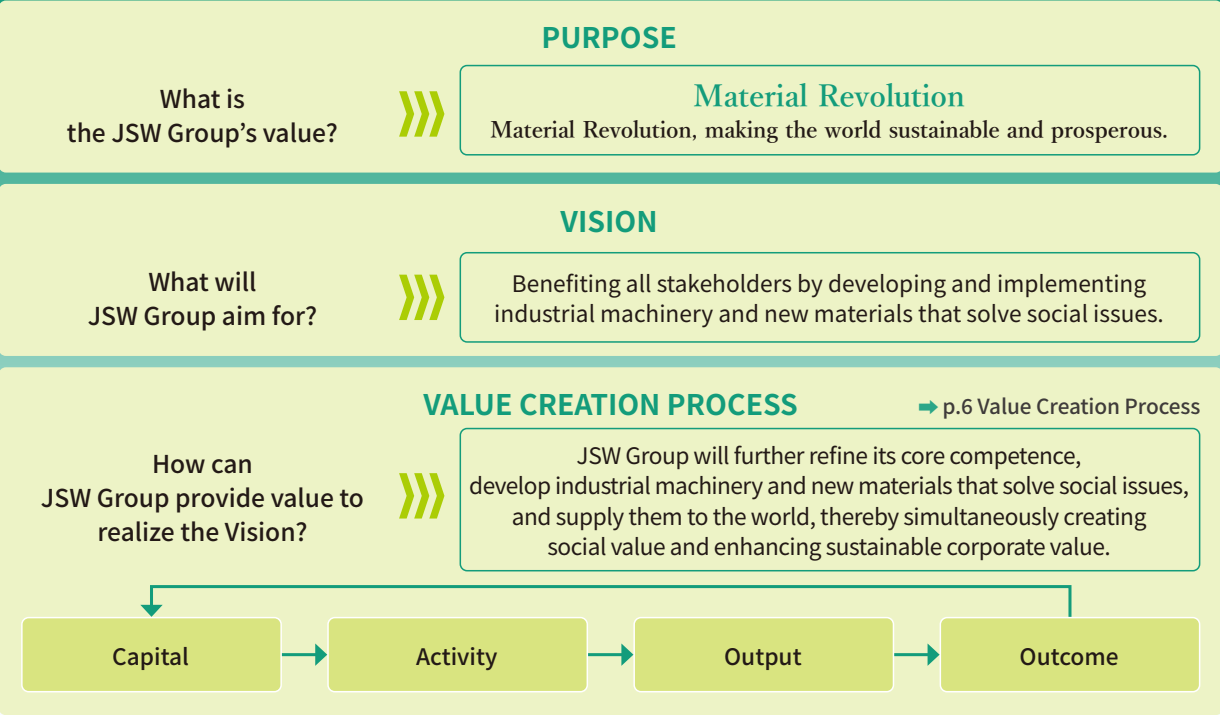 PURPOSE
What is
the JSW Group’s value?
Material Revolution
Material Revolution, making the world sustainable and prosperous.
VISION
What will
JSW Group aim for?
Benefiting all stakeholders by developing and implementing
industrial machinery and new materials that solve social issues.
VALUE CREATION PROCESS
p.6 Value Creation Process
How can
JSW Group provide value to
realize the Vision?
JSW Group will further refine its core competence,
develop industrial machinery and new materials that solve social issues,
and supply them to the world, thereby simultaneously creating
social value and enhancing sustainable corporate value.
Capital
Activity
Output
Outcome